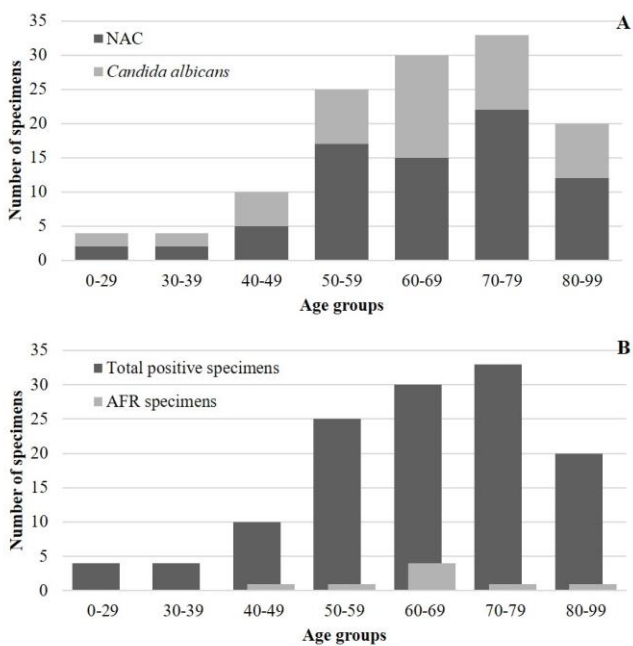 A
NAC
Candida albicans
Number of specimens
35
30
25
20
15
10
5
0
0-29 30-39 40-49 50-59 60-69 70-79 80-99
Age groups
B
Total positive specimens
AFR specimens
Number of specimens
35
30
25
20
15
10
5
0
0-29 30-39 40-49 50-59 60-69 70-79 80-99
Age groups